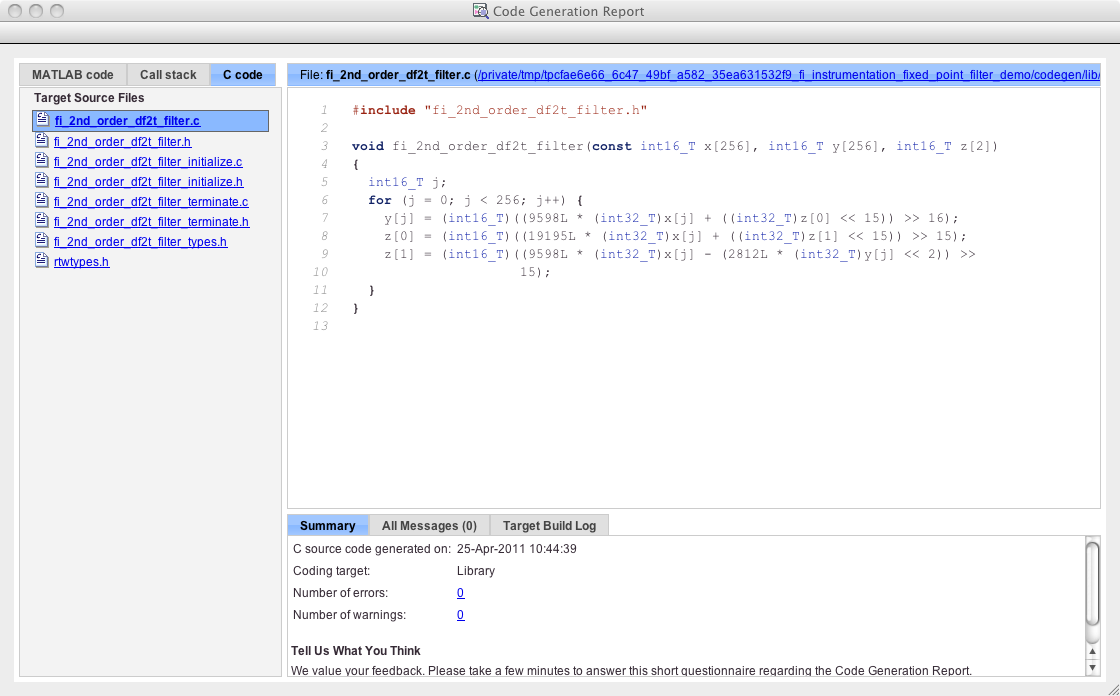 Code Generation Report
MATLAB code Call stack C code
Target Source Files
fi_2nd_order_df2t_filter.c
fi_2nd_order_df2t_filter.h
fi_2nd_order_df2t_filter_initialize.c
fi_2nd_order_df2t_filter_initialize.h
fi_2nd_order_df2t_filter_terminate.c
fi_2nd_order_df2t_filter_terminate.h
fi_2nd_order_df2t_filter_types.h
rtwtypes.h
File: fi_2nd_order_df2t_filter.c (/private/tmp/tpcfae6e66_6c47_49bf_a582_35ea631532f9_fi_instrumentation_fixed_point_filter_demo/codegen/lib/
1 #include "fi_2nd_order_df2t_filter.h"
2
3 void fi_2nd_order_df2t_filter(const int16_T x[256], int16_T y[256], int16_T z[2])
4 {
5 int16_T j;
6 for (j = 0; j < 256; j++) {
7 y[j] = (int16_T)((9598L * (int32_T)x[j] + ((int32_T)z[0] << 15)) >> 16);
8 z[0] = (int16_T)((19195L * (int32_T)x[j] + ((int32_T)z[1] << 15)) >> 15);
9 z[1] = (int16_T)((9598L * (int32_T)x[j] - (2812L * (int32_T)y[j] << 2)) >>
10 15);
11 }
12 }
13
Summary All Messages (0) Target Build Log
C source code generated on: 25-Apr-2011 10:44:39
Coding target: Library
Number of errors: 0
Number of warnings: 0
Tell Us What You Think
We value your feedback. Please take a few minutes to answer this short questionnaire regarding the Code Generation Report.